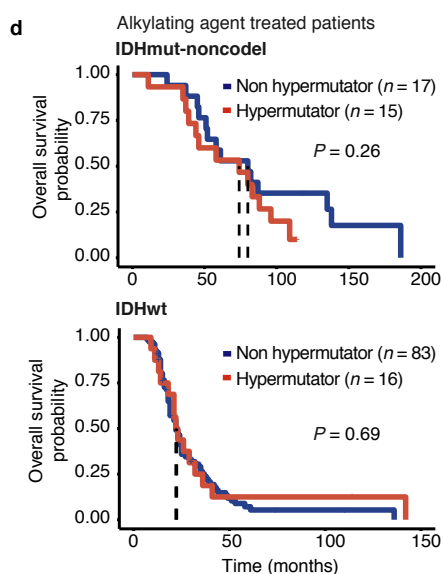 d
Alkylating agent treated patients
IDHmut-noncodel
Overall survival
probability
1.00
0.75
0.50
0.25
0.00
Non hypermutator (n = 17)
Hypermutator (n = 15)
P = 0.26
0
50
100
150
200
IDHwt
Overall survival
probability
1.00
0.75
0.50
0.25
0.00
Non hypermutator (n = 83)
Hypermutator (n = 16)
P = 0.69
0
50
100
150
Time (months)